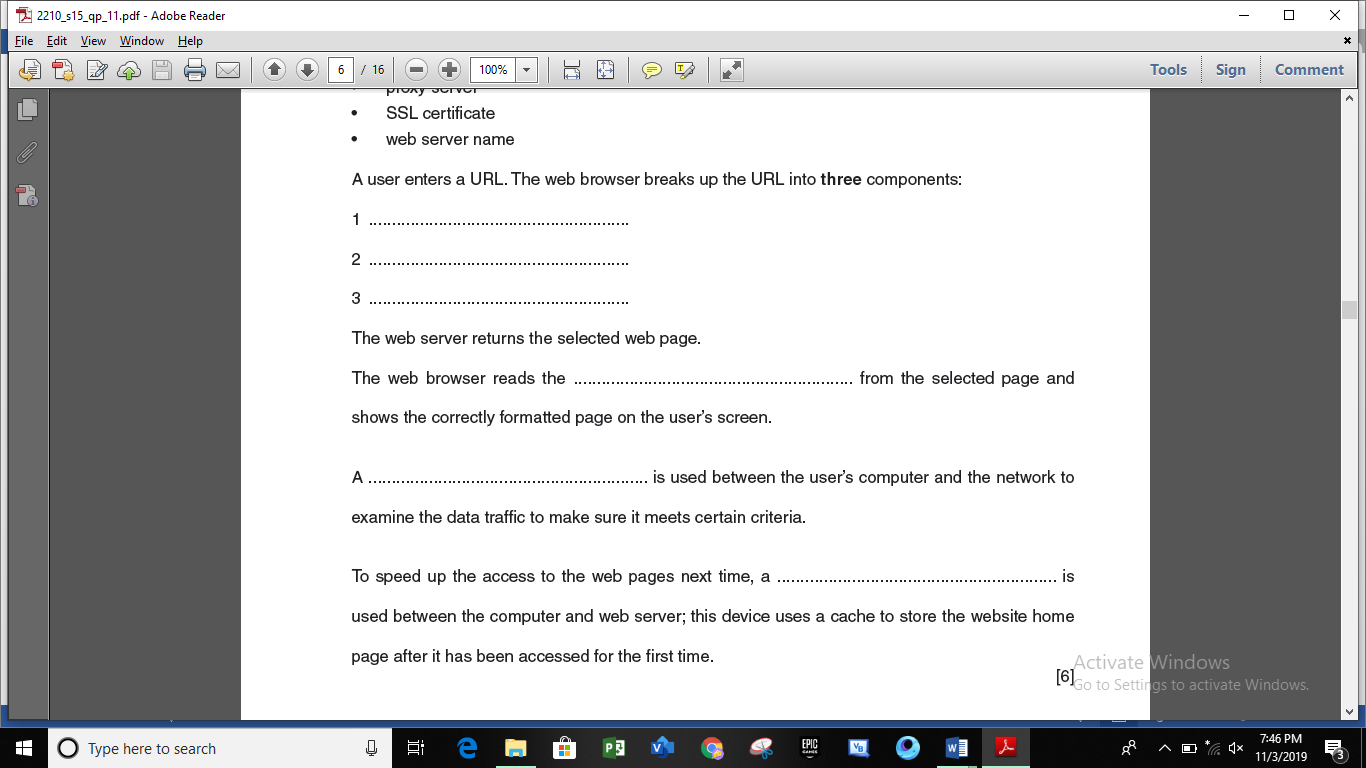 2210_s15_qp_11.pdf - Adobe Reader
File Edit View Window Help
6 / 16 100% Tools Sign Comment
• proxy server
• SSL certificate
• web server name
A user enters a URL. The web browser breaks up the URL into three components:
1 ........................................................
2 ........................................................
3 ........................................................
The web server returns the selected web page.
The web browser reads the ............................................................ from the selected page and
shows the correctly formatted page on the user's screen.
A ............................................................ is used between the user's computer and the network to
examine the data traffic to make sure it meets certain criteria.
To speed up the access to the web pages next time, a ............................................................ is
used between the computer and web server; this device uses a cache to store the website home
page after it has been accessed for the first time.
[6]
Activate Windows
Go to Settings to activate Windows.
Type here to search
7:46 PM
11/3/2019
3